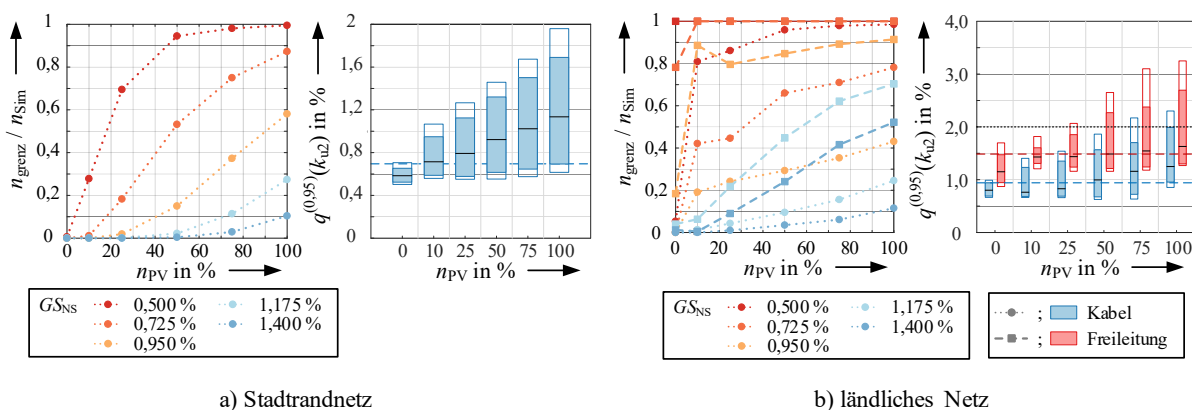 n_grenz / n_Sim
1
0,8
0,6
0,4
0,2
0
0 20 40 60 80 100
n_PV in %
q^(0,95)(k_u2) in %
2
1.6
1.2
0.8
0.4
0
0 10 25 50 75 100
n_PV in %
GS_NS
0,500 %
0,725 %
0,950 %
1,175 %
1,400 %
a) Stadtrandnetz
n_grenz / n_Sim
1
0,8
0,6
0,4
0,2
0
0 20 40 60 80 100
n_PV in %
q^(0,95)(k_u2) in %
4,0
3,0
2,0
1,0
0
0 10 25 50 75 100
n_PV in %
GS_NS
0,500 %
0,725 %
0,950 %
1,175 %
1,400 %
; Kabel
; Freileitung
b) ländliches Netz